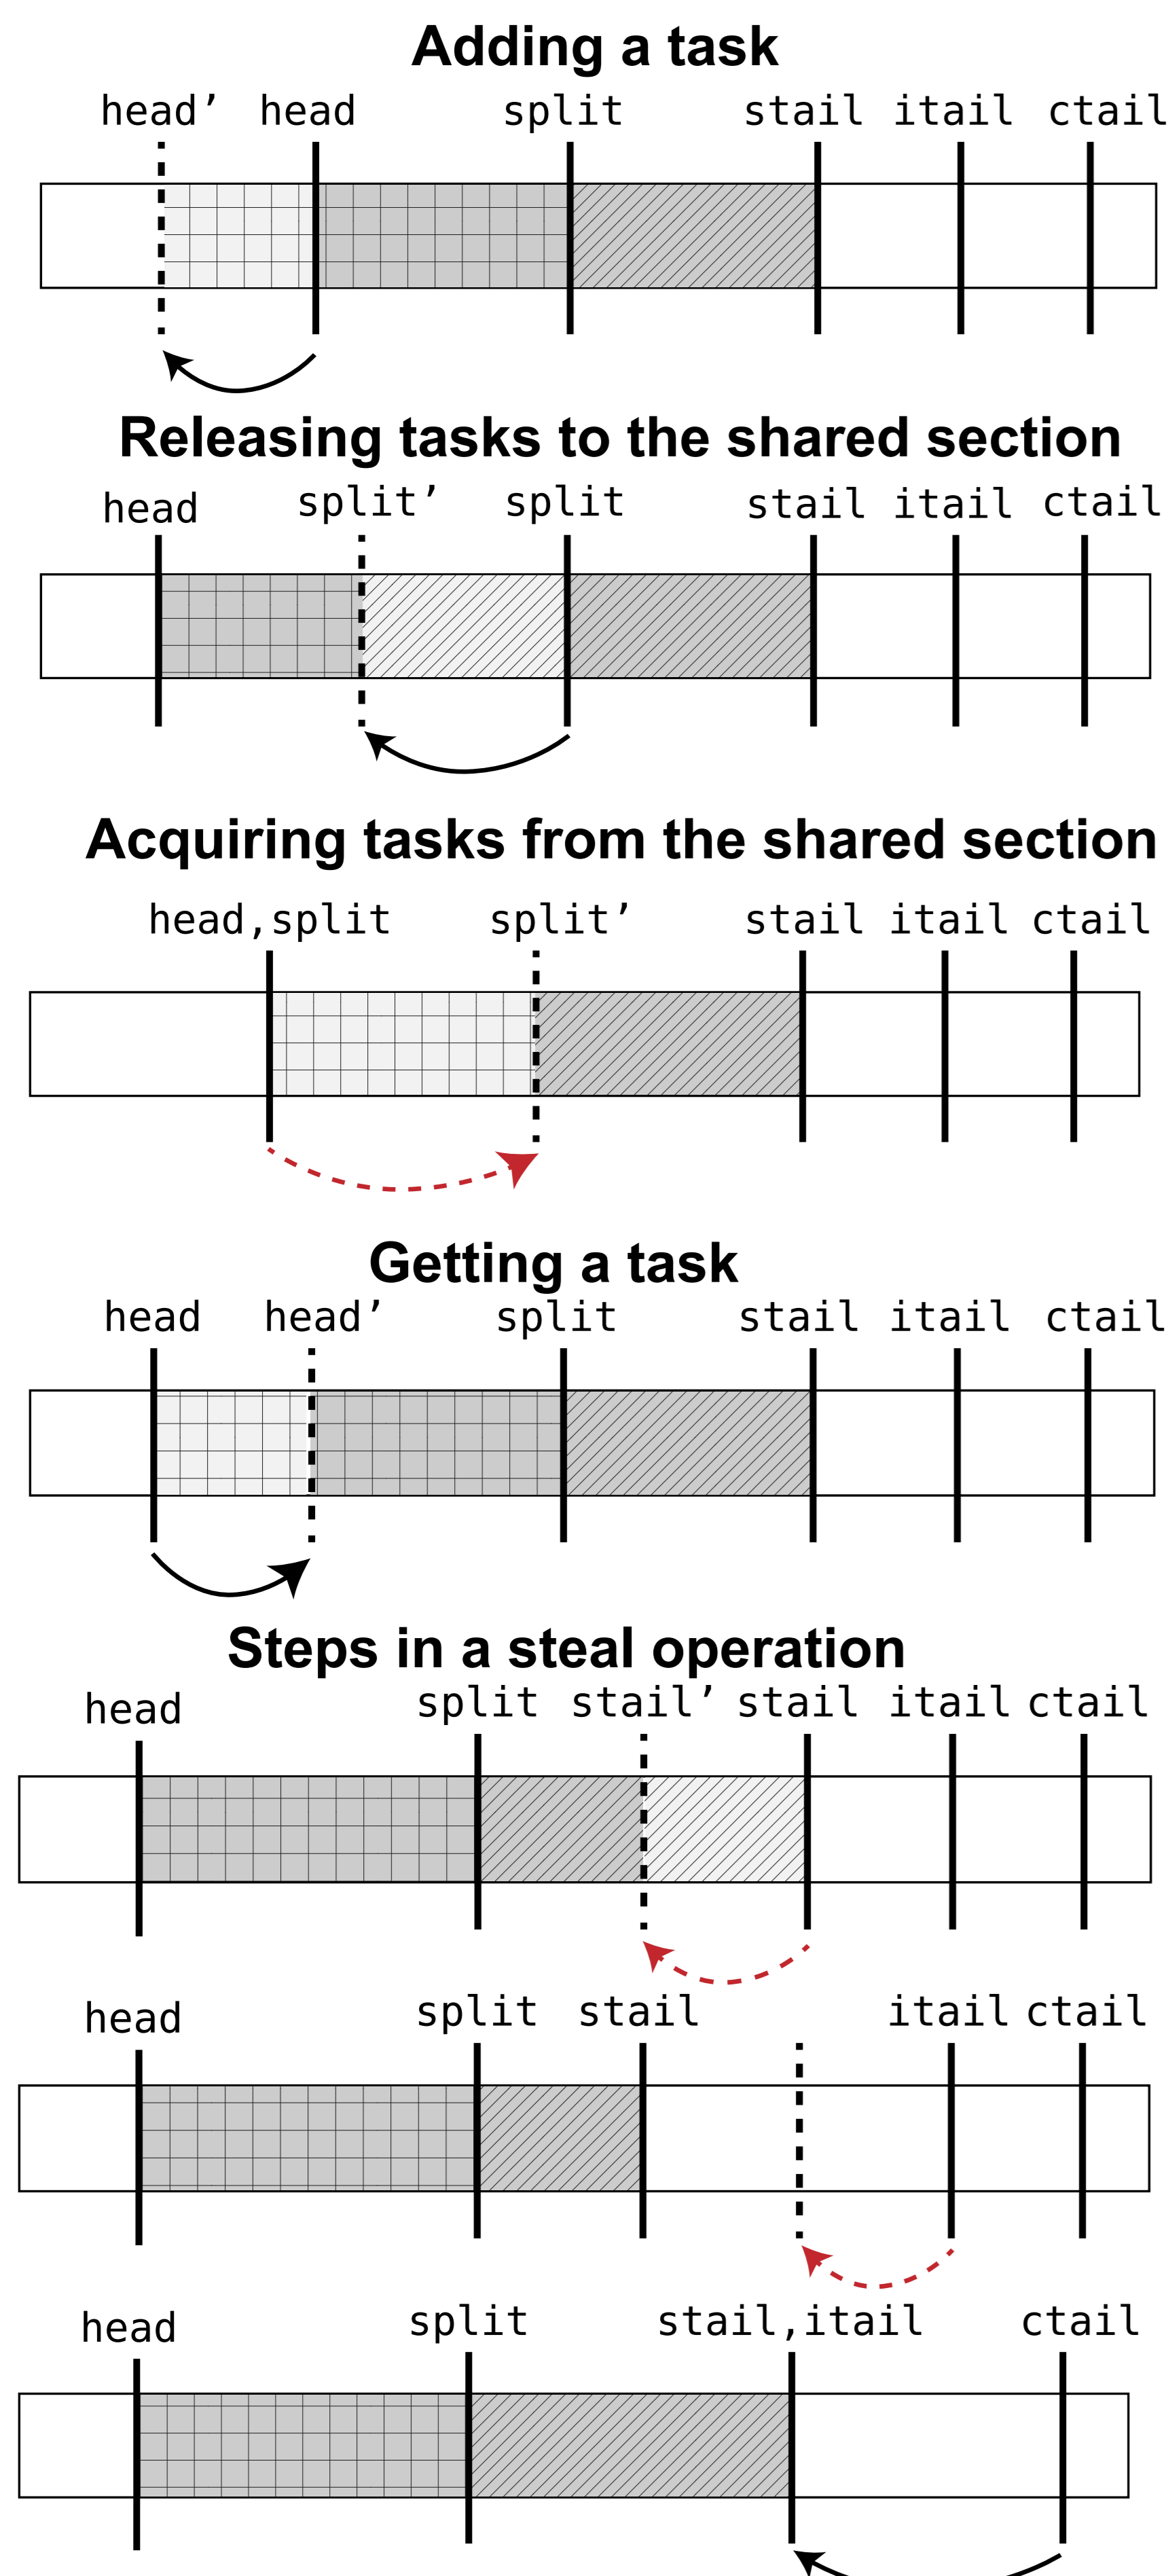 Adding a task
head’ head split stail itail ctail
Releasing tasks to the shared section
head split’ split stail itail ctail
Acquiring tasks from the shared section
head,split split’ stail itail ctail
Getting a task
head head’ split stail itail ctail
Steps in a steal operation
head split stail’ stail itail ctail
head split stail itail ctail
head split stail,itail ctail